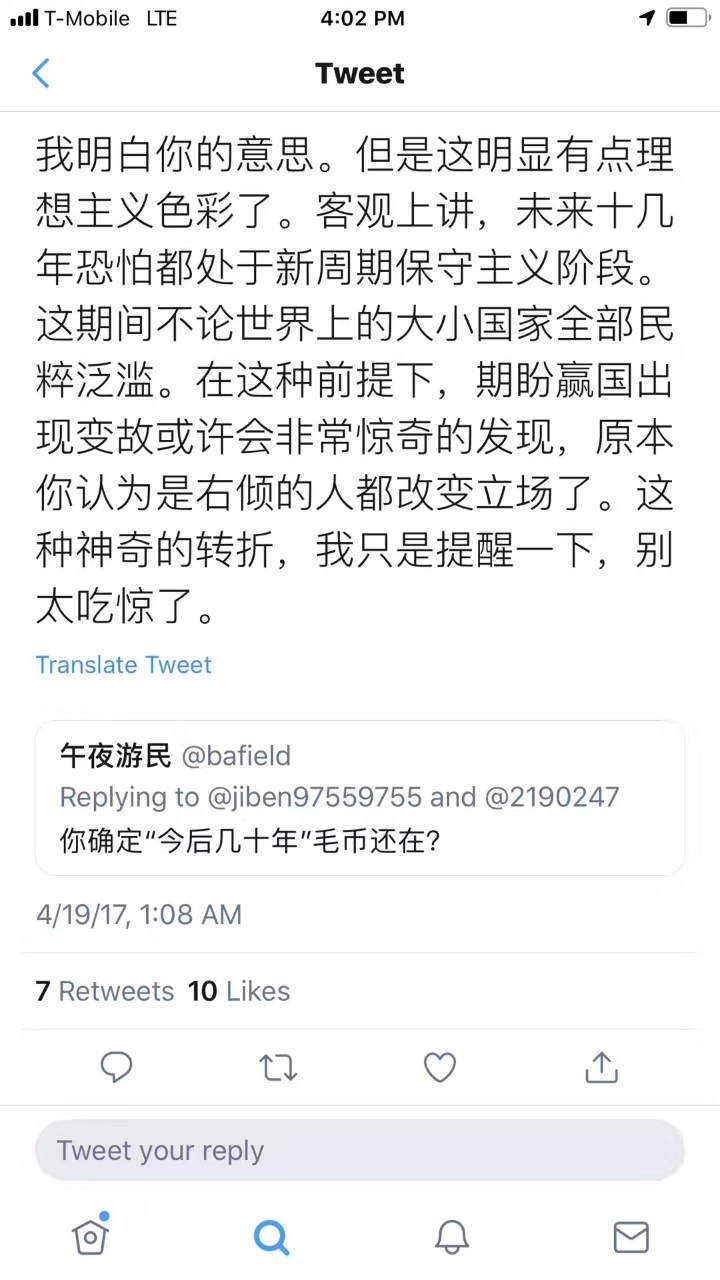 T-Mobile LTE 4:02 PM
Tweet
我明白你的意思。但是这明显有点理
想主义色彩了。客观上讲，未来十几
年恐怕都处于新周期保守主义阶段。
这期间不论世界上的大小国家全部民
粹泛滥。在这种前提下，期盼赢国出
现变故或许会非常惊奇的发现，原本
你认为是右倾的人都改变立场了。这
种神奇的转折，我只是提醒一下，别
太吃惊了。
Translate Tweet
午夜游民 @bafield
Replying to @jiben97559755 and @2190247
你确定“今后几十年”毛币还在?
4/19/17, 1:08 AM
7 Retweets 10 Likes
Tweet your reply